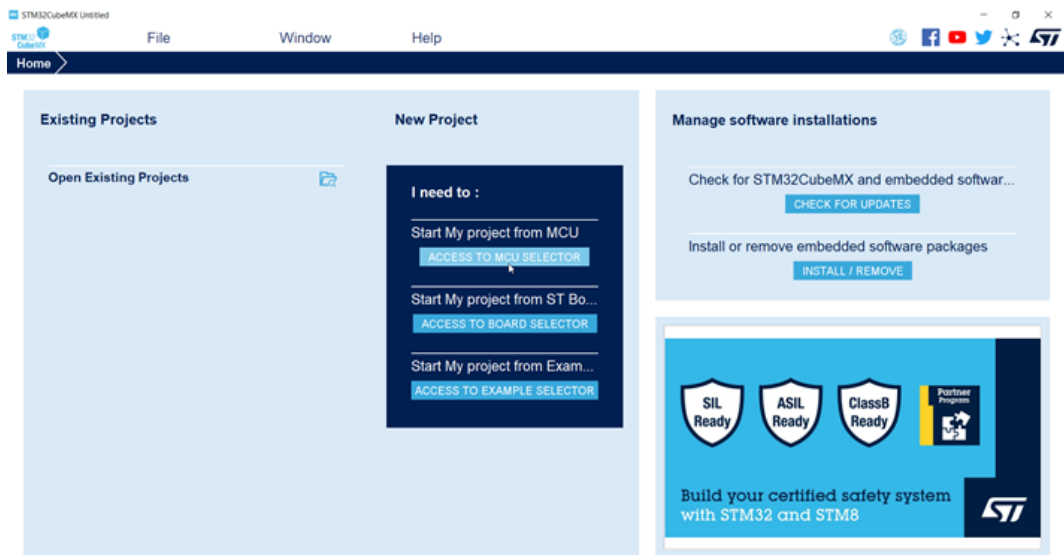 STM32CubeMX Untitled
STM32
CubeMX
File
Window
Help
Home
Existing Projects
Open Existing Projects
New Project
I need to :
Start My project from MCU
ACCESS TO MCU SELECTOR
Start My project from ST Bo...
ACCESS TO BOARD SELECTOR
Start My project from Exam...
ACCESS TO EXAMPLE SELECTOR
Manage software installations
Check for STM32CubeMX and embedded softwar...
CHECK FOR UPDATES
Install or remove embedded software packages
INSTALL / REMOVE
SIL
Ready
ASIL
Ready
ClassB
Ready
Partner
Program
Build your certified safety system
with STM32 and STM8
ST